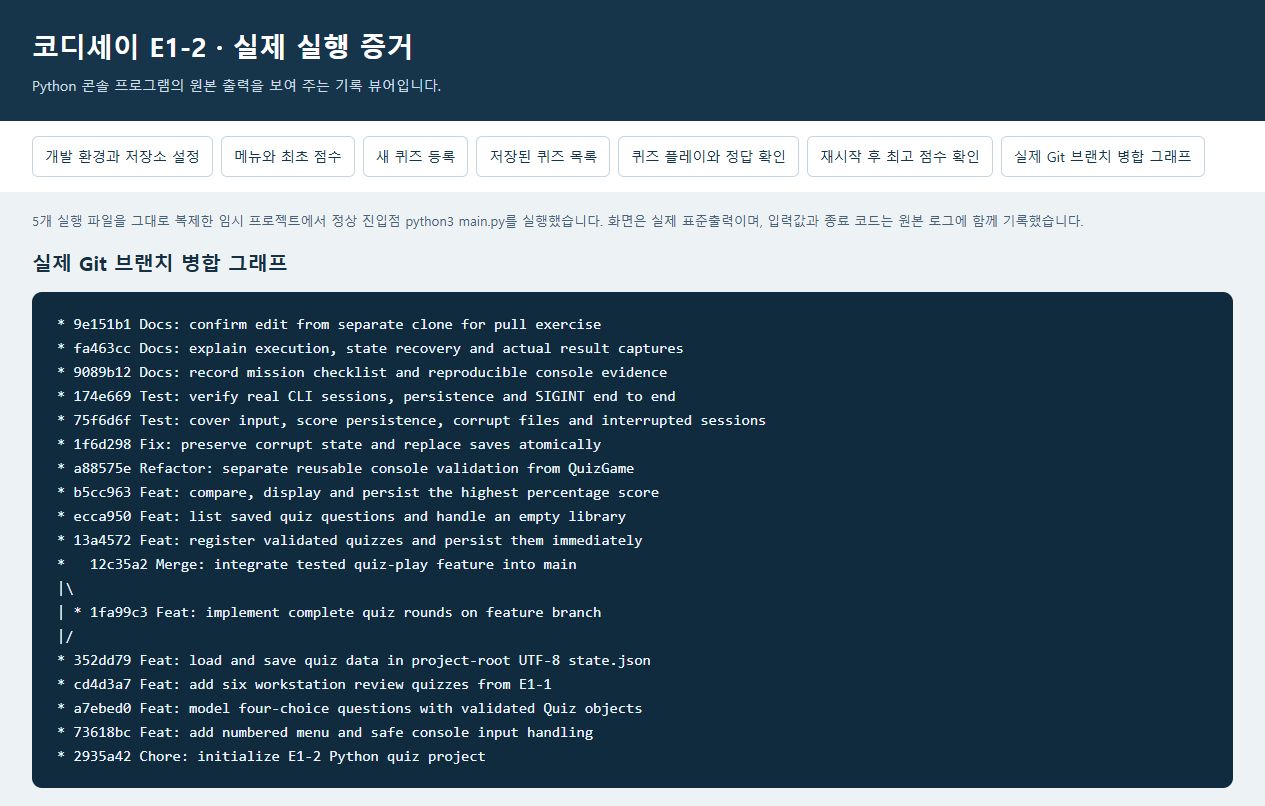 코디세이 E1-2 · 실제 실행 증거
Python 콘솔 프로그램의 원본 출력을 보여 주는 기록 뷰어입니다.
개발 환경과 저장소 설정
메뉴와 최초 점수
새 퀴즈 등록
저장된 퀴즈 목록
퀴즈 플레이와 정답 확인
재시작 후 최고 점수 확인
실제 Git 브랜치 병합 그래프
5개 실행 파일을 그대로 복제한 임시 프로젝트에서 정상 진입점 python3 main.py를 실행했습니다. 화면은 실제 표준출력이며, 입력값과 종료 코드는 원본 로그에 함께 기록했습니다.
실제 Git 브랜치 병합 그래프
* 9e151b1 Docs: confirm edit from separate clone for pull exercise
* fa463cc Docs: explain execution, state recovery and actual result captures
* 9089b12 Docs: record mission checklist and reproducible console evidence
* 174e669 Test: verify real CLI sessions, persistence and SIGINT end to end
* 75f6d6f Test: cover input, score persistence, corrupt files and interrupted sessions
* 1f6d298 Fix: preserve corrupt state and replace saves atomically
* a88575e Refactor: separate reusable console validation from QuizGame
* b5cc963 Feat: compare, display and persist the highest percentage score
* ecca950 Feat: list saved quiz questions and handle an empty library
* 13a4572 Feat: register validated quizzes and persist them immediately
*   12c35a2 Merge: integrate tested quiz-play feature into main
|\
| * 1fa99c3 Feat: implement complete quiz rounds on feature branch
|/
* 352dd79 Feat: load and save quiz data in project-root UTF-8 state.json
* cd4d3a7 Feat: add six workstation review quizzes from E1-1
* a7ebed0 Feat: model four-choice questions with validated Quiz objects
* 73618bc Feat: add numbered menu and safe console input handling
* 2935a42 Chore: initialize E1-2 Python quiz project